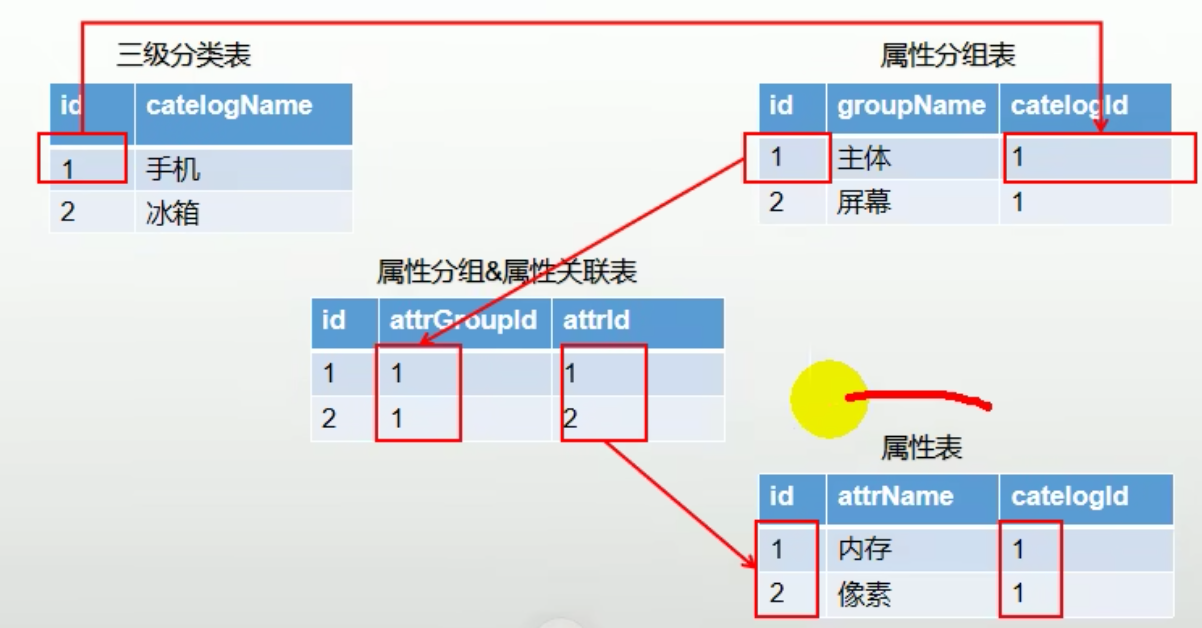 三级分类表
id catelogName
1 手机
2 冰箱
属性分组表
id groupName catelogId
1 主体 1
2 屏幕 1
属性分组&属性关联表
id attrGroupId attrId
1 1 1
2 1 2
属性表
id attrName catelogId
1 内存 1
2 像素 1